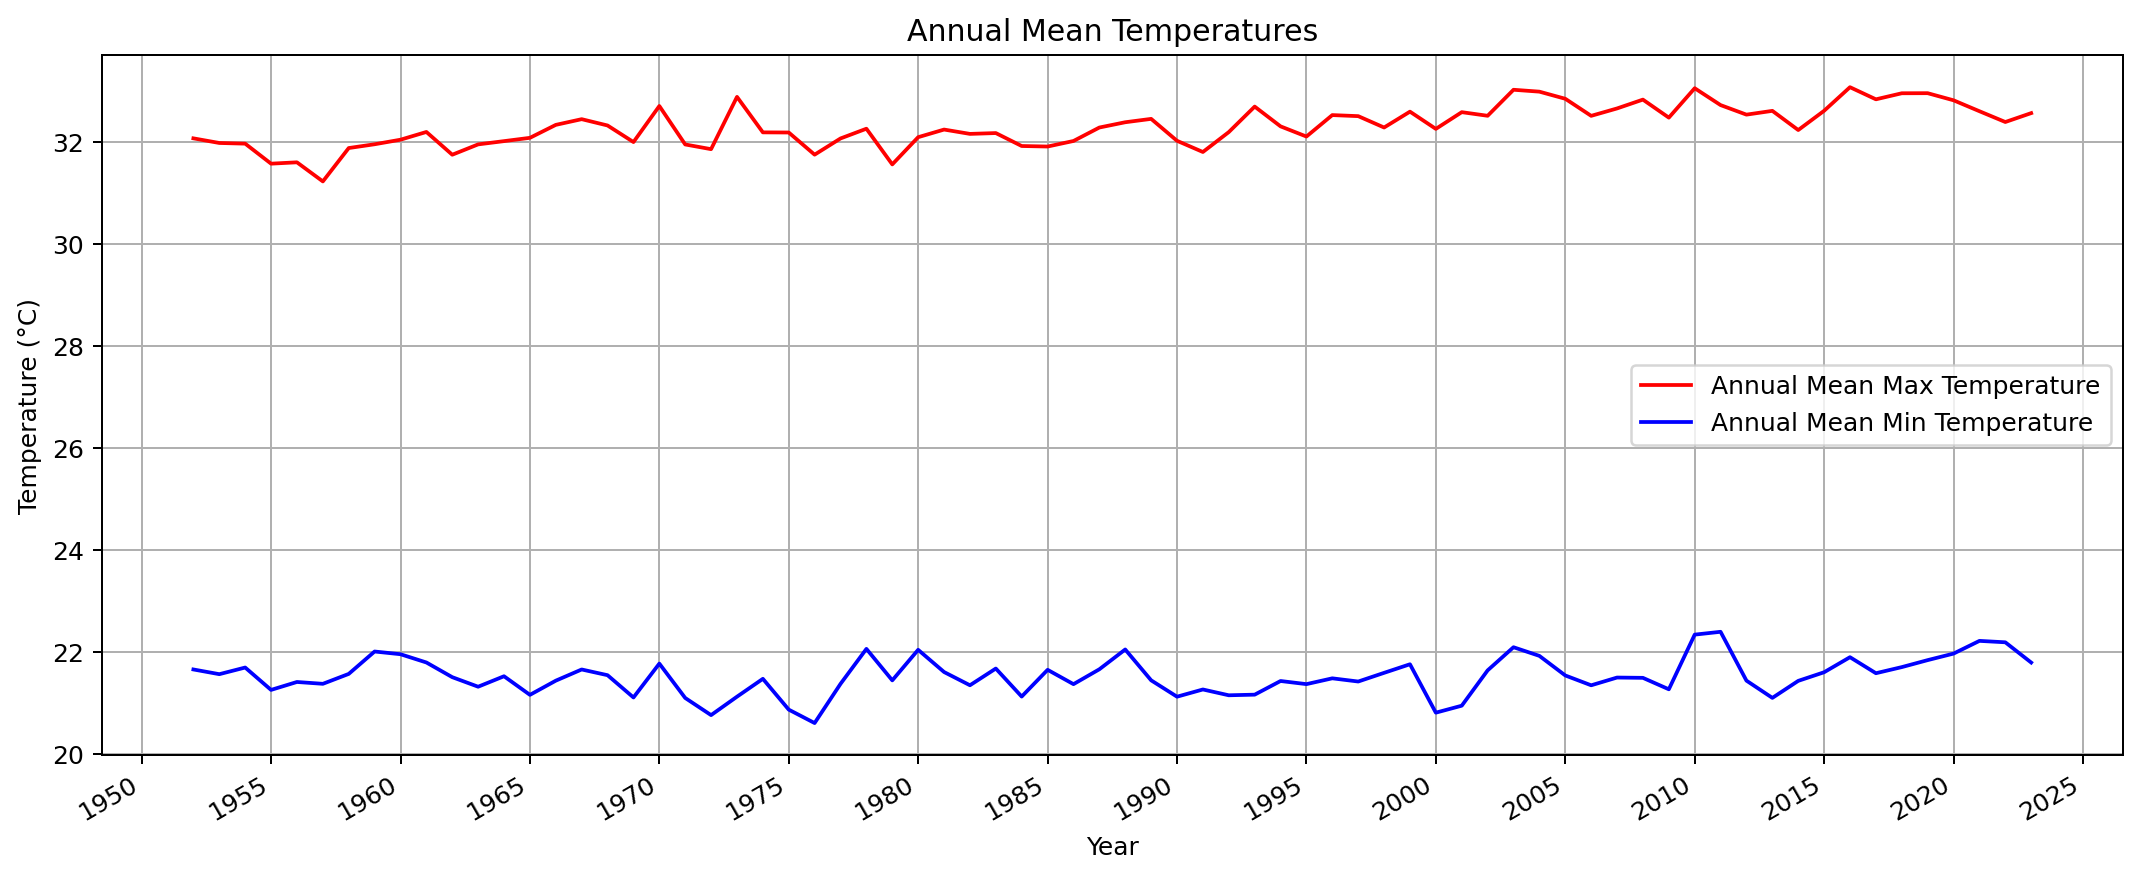 Annual Mean Temperatures
Temperature (°C)
32
30
28
26
24
22
20
Annual Mean Max Temperature
Annual Mean Min Temperature
1950 1955 1960 1965 1970 1975 1980 1985 1990 1995 2000 2005 2010 2015 2020 2025
Year